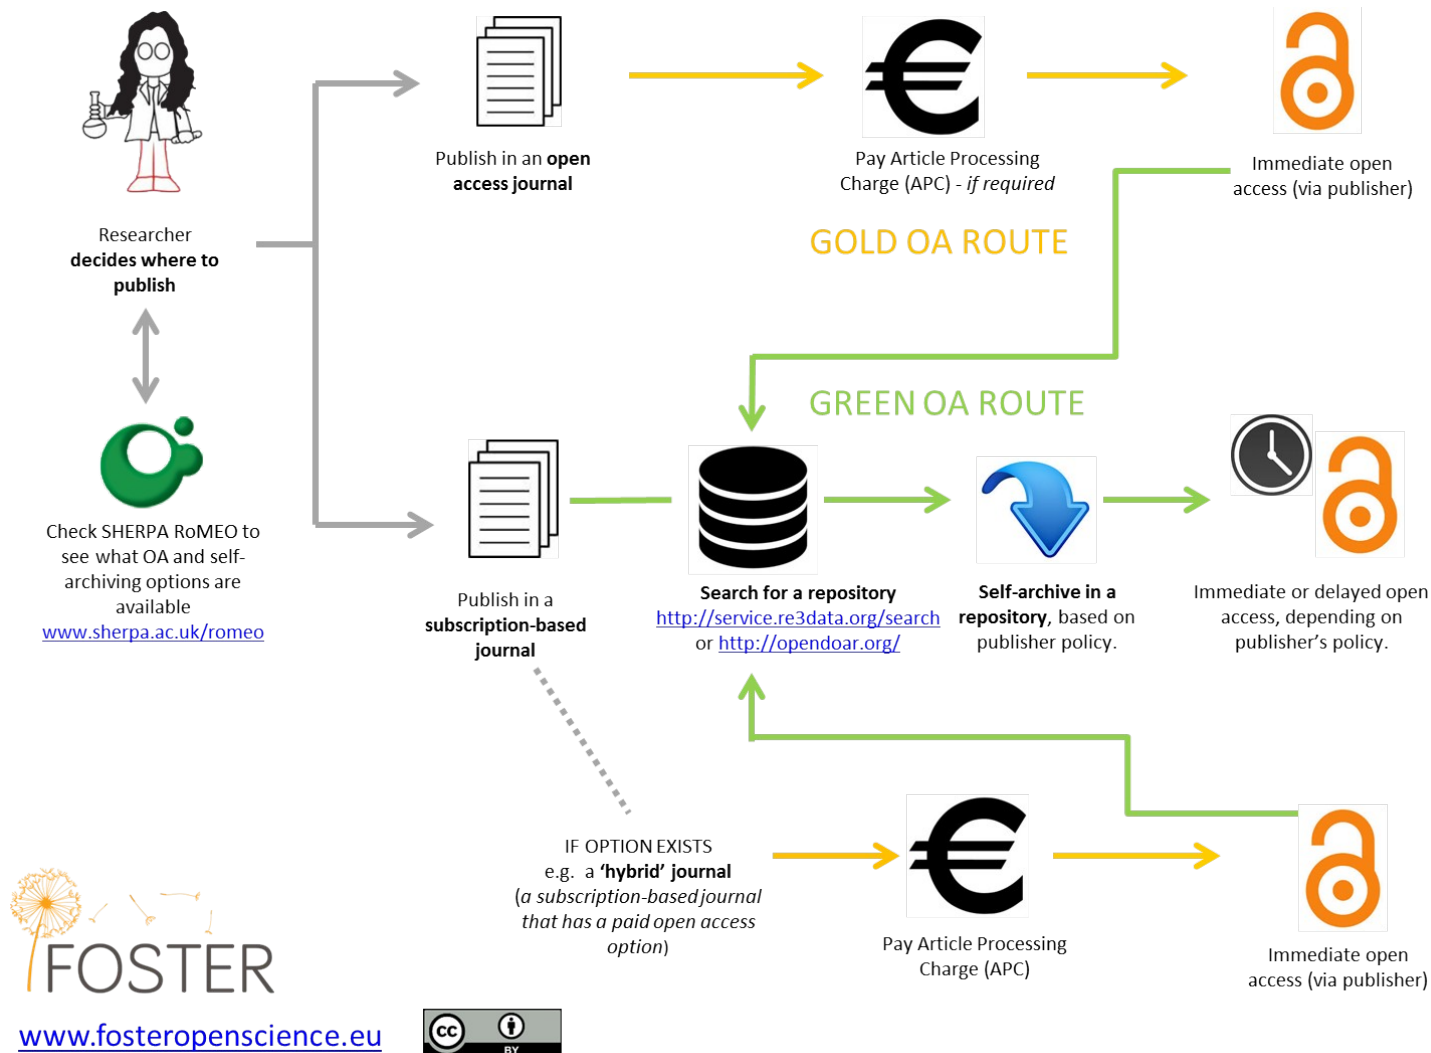 Researcher
decides where to
publish
Check SHERPA RoMEO to
see what OA and self-
archiving options are
available
www.sherpa.ac.uk/romeo
Publish in an open
access journal
Pay Article Processing
Charge (APC) - if required
Immediate open
access (via publisher)
GOLD OA ROUTE
GREEN OA ROUTE
Publish in a
subscription-based
journal
Search for a repository
http://service.re3data.org/search
or http://opendoar.org/
Self-archive in a
repository, based on
publisher policy.
Immediate or delayed open
access, depending on
publisher’s policy.
IF OPTION EXISTS
e.g. a ‘hybrid’ journal
(a subscription-based journal
that has a paid open access
option)
Pay Article Processing
Charge (APC)
Immediate open
access (via publisher)
FOSTER
www.fosteropenscience.eu
cc
BY